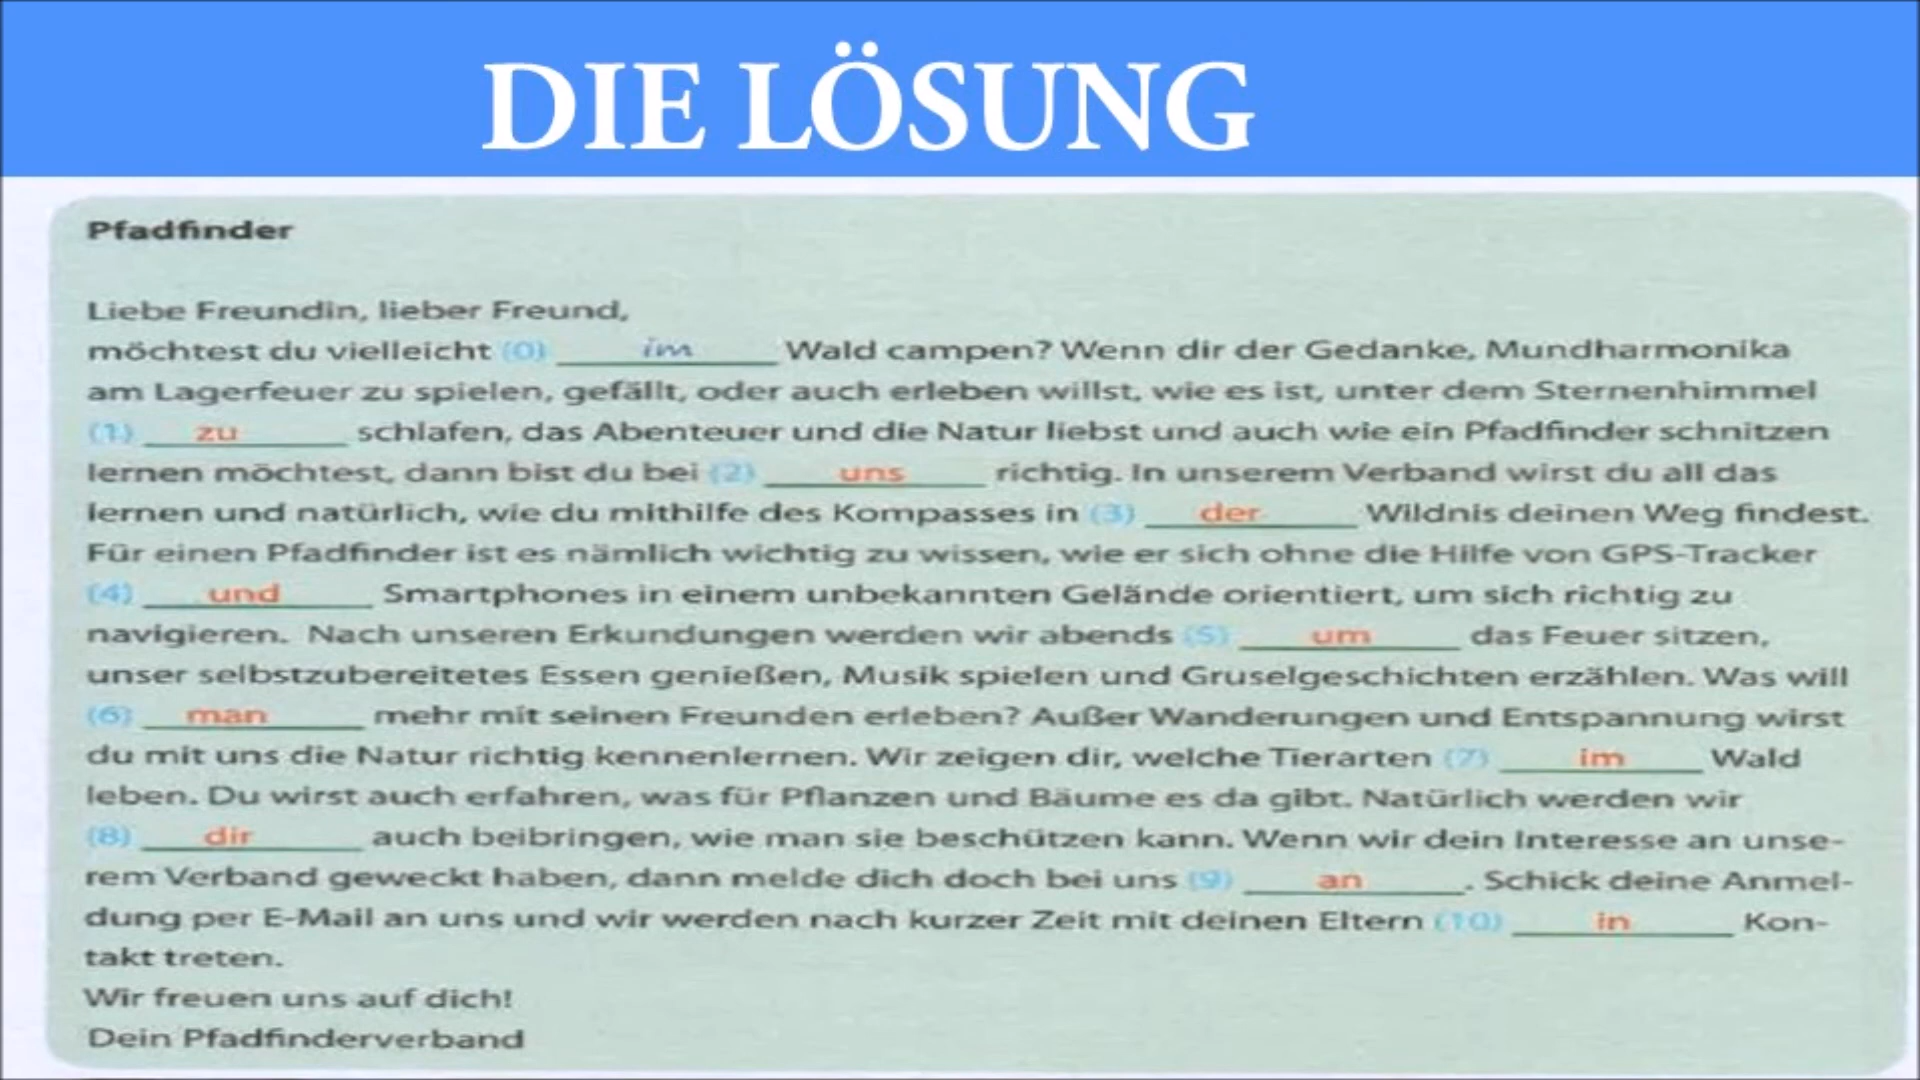 DIE LÖSUNG
Pfadfinder
Liebe Freundin, lieber Freund,
möchtest du vielleicht (0) im Wald campen? Wenn dir der Gedanke, Mundharmonika
am Lagerfeuer zu spielen, gefällt, oder auch erleben willst, wie es ist, unter dem Sternenhimmel
(1) zu schlafen, das Abenteuer und die Natur liebst und auch wie ein Pfadfinder schnitzen
lernen möchtest, dann bist du bei (2) uns richtig. In unserem Verband wirst du all das
lernen und natürlich, wie du mithilfe des Kompasses in (3) der Wildnis deinen Weg findest.
Für einen Pfadfinder ist es nämlich wichtig zu wissen, wie er sich ohne die Hilfe von GPS-Tracker
(4) und Smartphones in einem unbekannten Gelände orientiert, um sich richtig zu
navigieren. Nach unseren Erkundungen werden wir abends (5) um das Feuer sitzen,
unser selbstzubereitetes Essen genießen, Musik spielen und Gruselgeschichten erzählen. Was will
(6) man mehr mit seinen Freunden erleben? Außer Wanderungen und Entspannung wirst
du mit uns die Natur richtig kennenlernen. Wir zeigen dir, welche Tierarten (7) im Wald
leben. Du wirst auch erfahren, was für Pflanzen und Bäume es da gibt. Natürlich werden wir
(8) dir auch beibringen, wie man sie beschützen kann. Wenn wir dein Interesse an unse-
rem Verband geweckt haben, dann melde dich doch bei uns (9) an. Schick deine Anmel-
dung per E-Mail an uns und wir werden nach kurzer Zeit mit deinen Eltern (10) in Kon-
takt treten.
Wir freuen uns auf dich!
Dein Pfadfinderverband